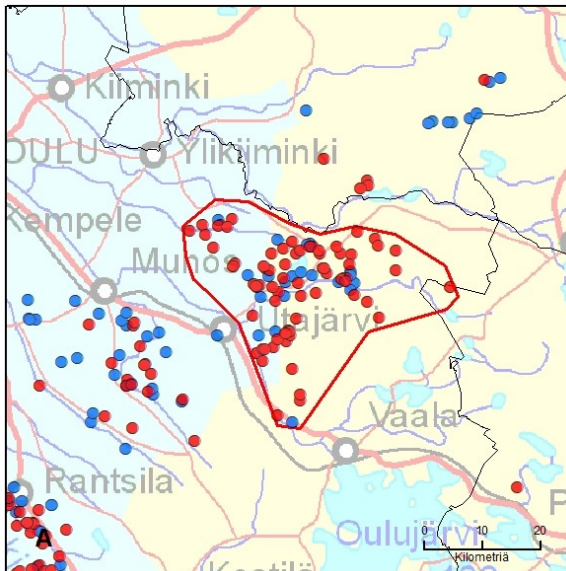 Kiiminki
OULU
Ylikiiminki
Kempele
Muhos
Utajärvi
Vaala
Rantsila
A
Oulujärvi
0 10 20
Kilometriä